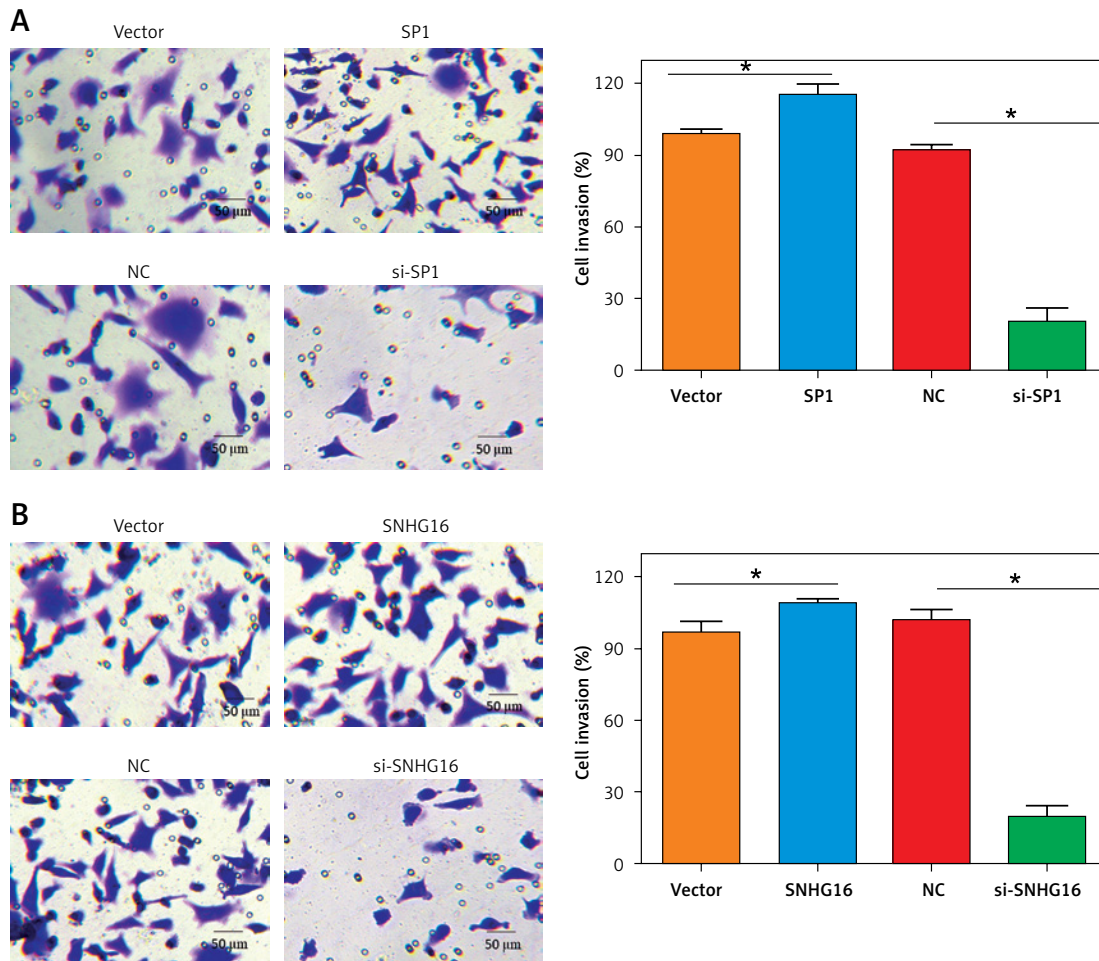 A
Vector
SP1
50 μm
50 μm
NC
si-SP1
50 μm
50 μm
*
*
120
90
60
30
0
Cell invasion (%)
Vector SP1 NC si-SP1
B
Vector
SNHG16
50 μm
50 μm
NC
si-SNHG16
50 μm
50 μm
*
*
120
90
60
30
0
Cell invasion (%)
Vector SNHG16 NC si-SNHG16